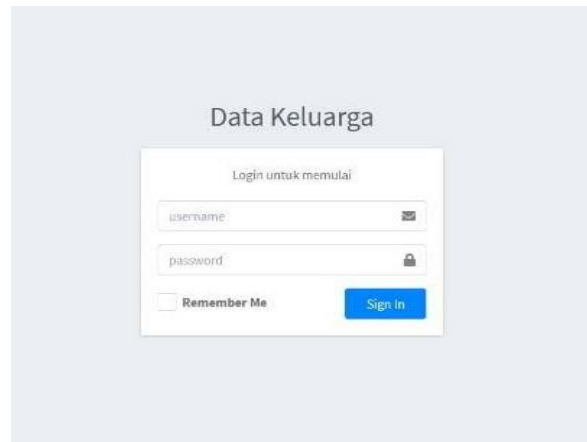 Data Keluarga
Login untuk memulai
username
password
Remember Me
Sign In